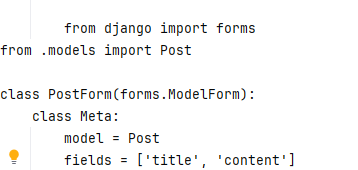 from django import forms
from .models import Post

class PostForm(forms.ModelForm):
    class Meta:
        model = Post
        fields = ['title', 'content']